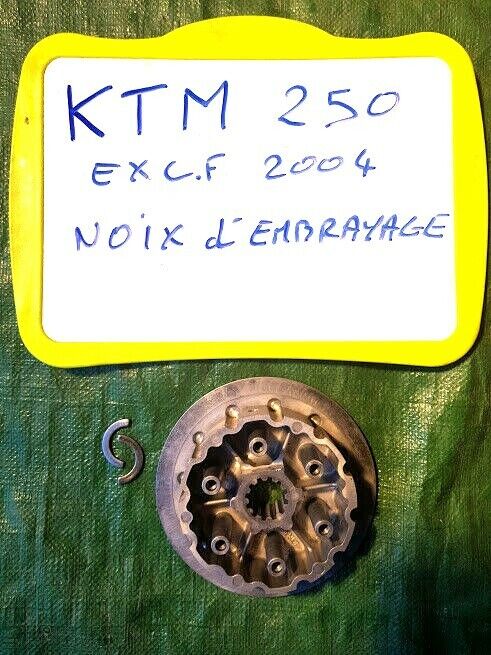 KTM 250
EXC.F 2004
NOix d'EMBRAYAGE